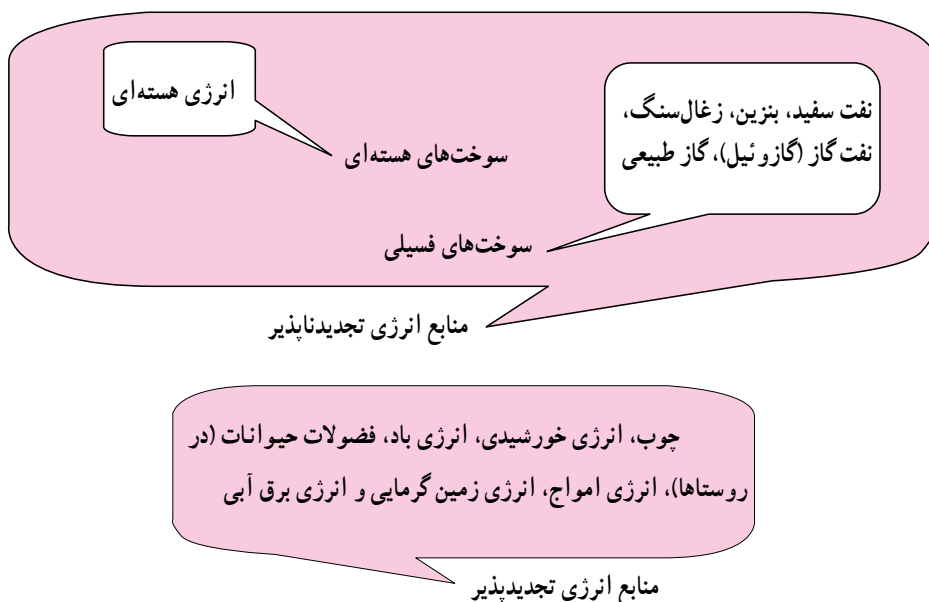 انرژی هسته‌ای
نفت سفید، بنزین، زغال‌سنگ،
نفت گاز (گازوئیل)، گاز طبیعی
سوخت‌های هسته‌ای
سوخت‌های فسیلی
منابع انرژی تجدیدناپذیر
چوب، انرژی خورشیدی، انرژی باد، فضولات حیوانات (در
روستاها)، انرژی امواج، انرژی زمین گرمایی و انرژی برق آبی
منابع انرژی تجدیدپذیر